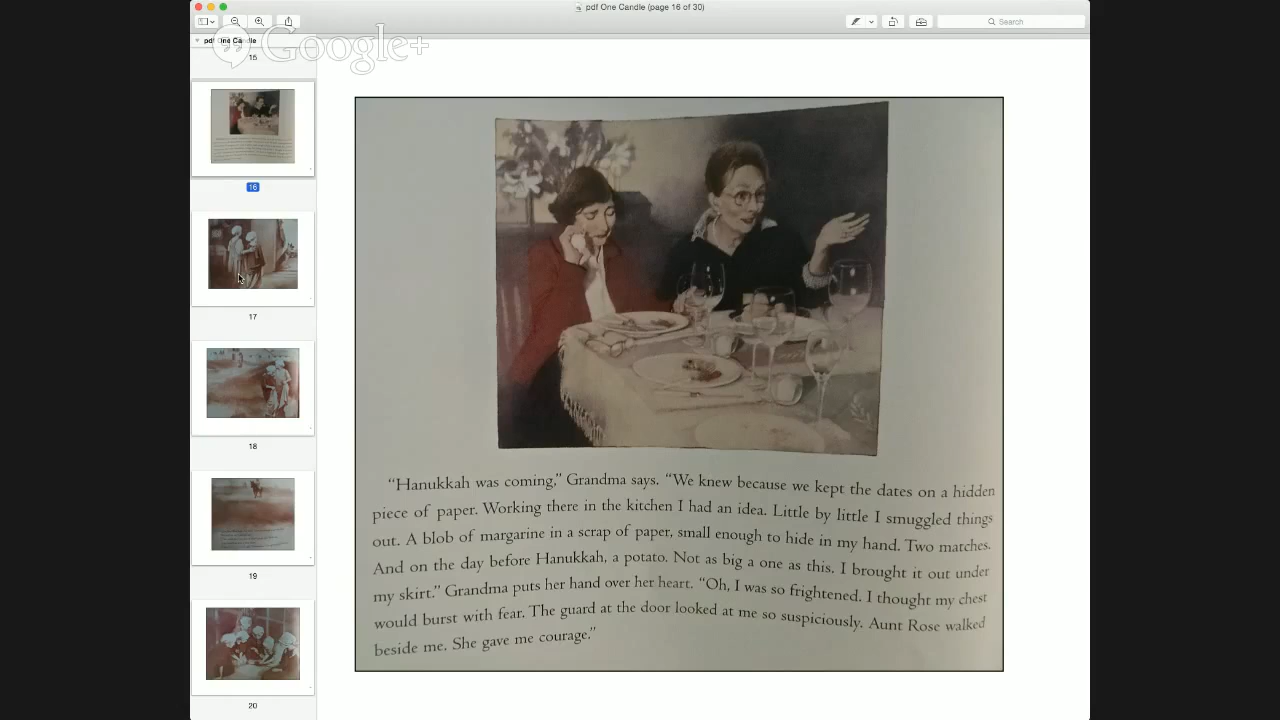 pdf One Candle (page 16 of 30)
Search
pdf One Candle
Google+
15
16
17
18
19
20
“Hanukkah was coming,” Grandma says. “We knew because we kept the dates on a hidden
piece of paper. Working there in the kitchen I had an idea. Little by little I smuggled things
out. A blob of margarine in a scrap of paper, small enough to hide in my hand. Two matches.
And on the day before Hanukkah, a potato. Not as big a one as this. I brought it out under
my skirt.” Grandma puts her hand over her heart. “Oh, I was so frightened. I thought my chest
would burst with fear. The guard at the door looked at me so suspiciously. Aunt Rose walked
beside me. She gave me courage.”